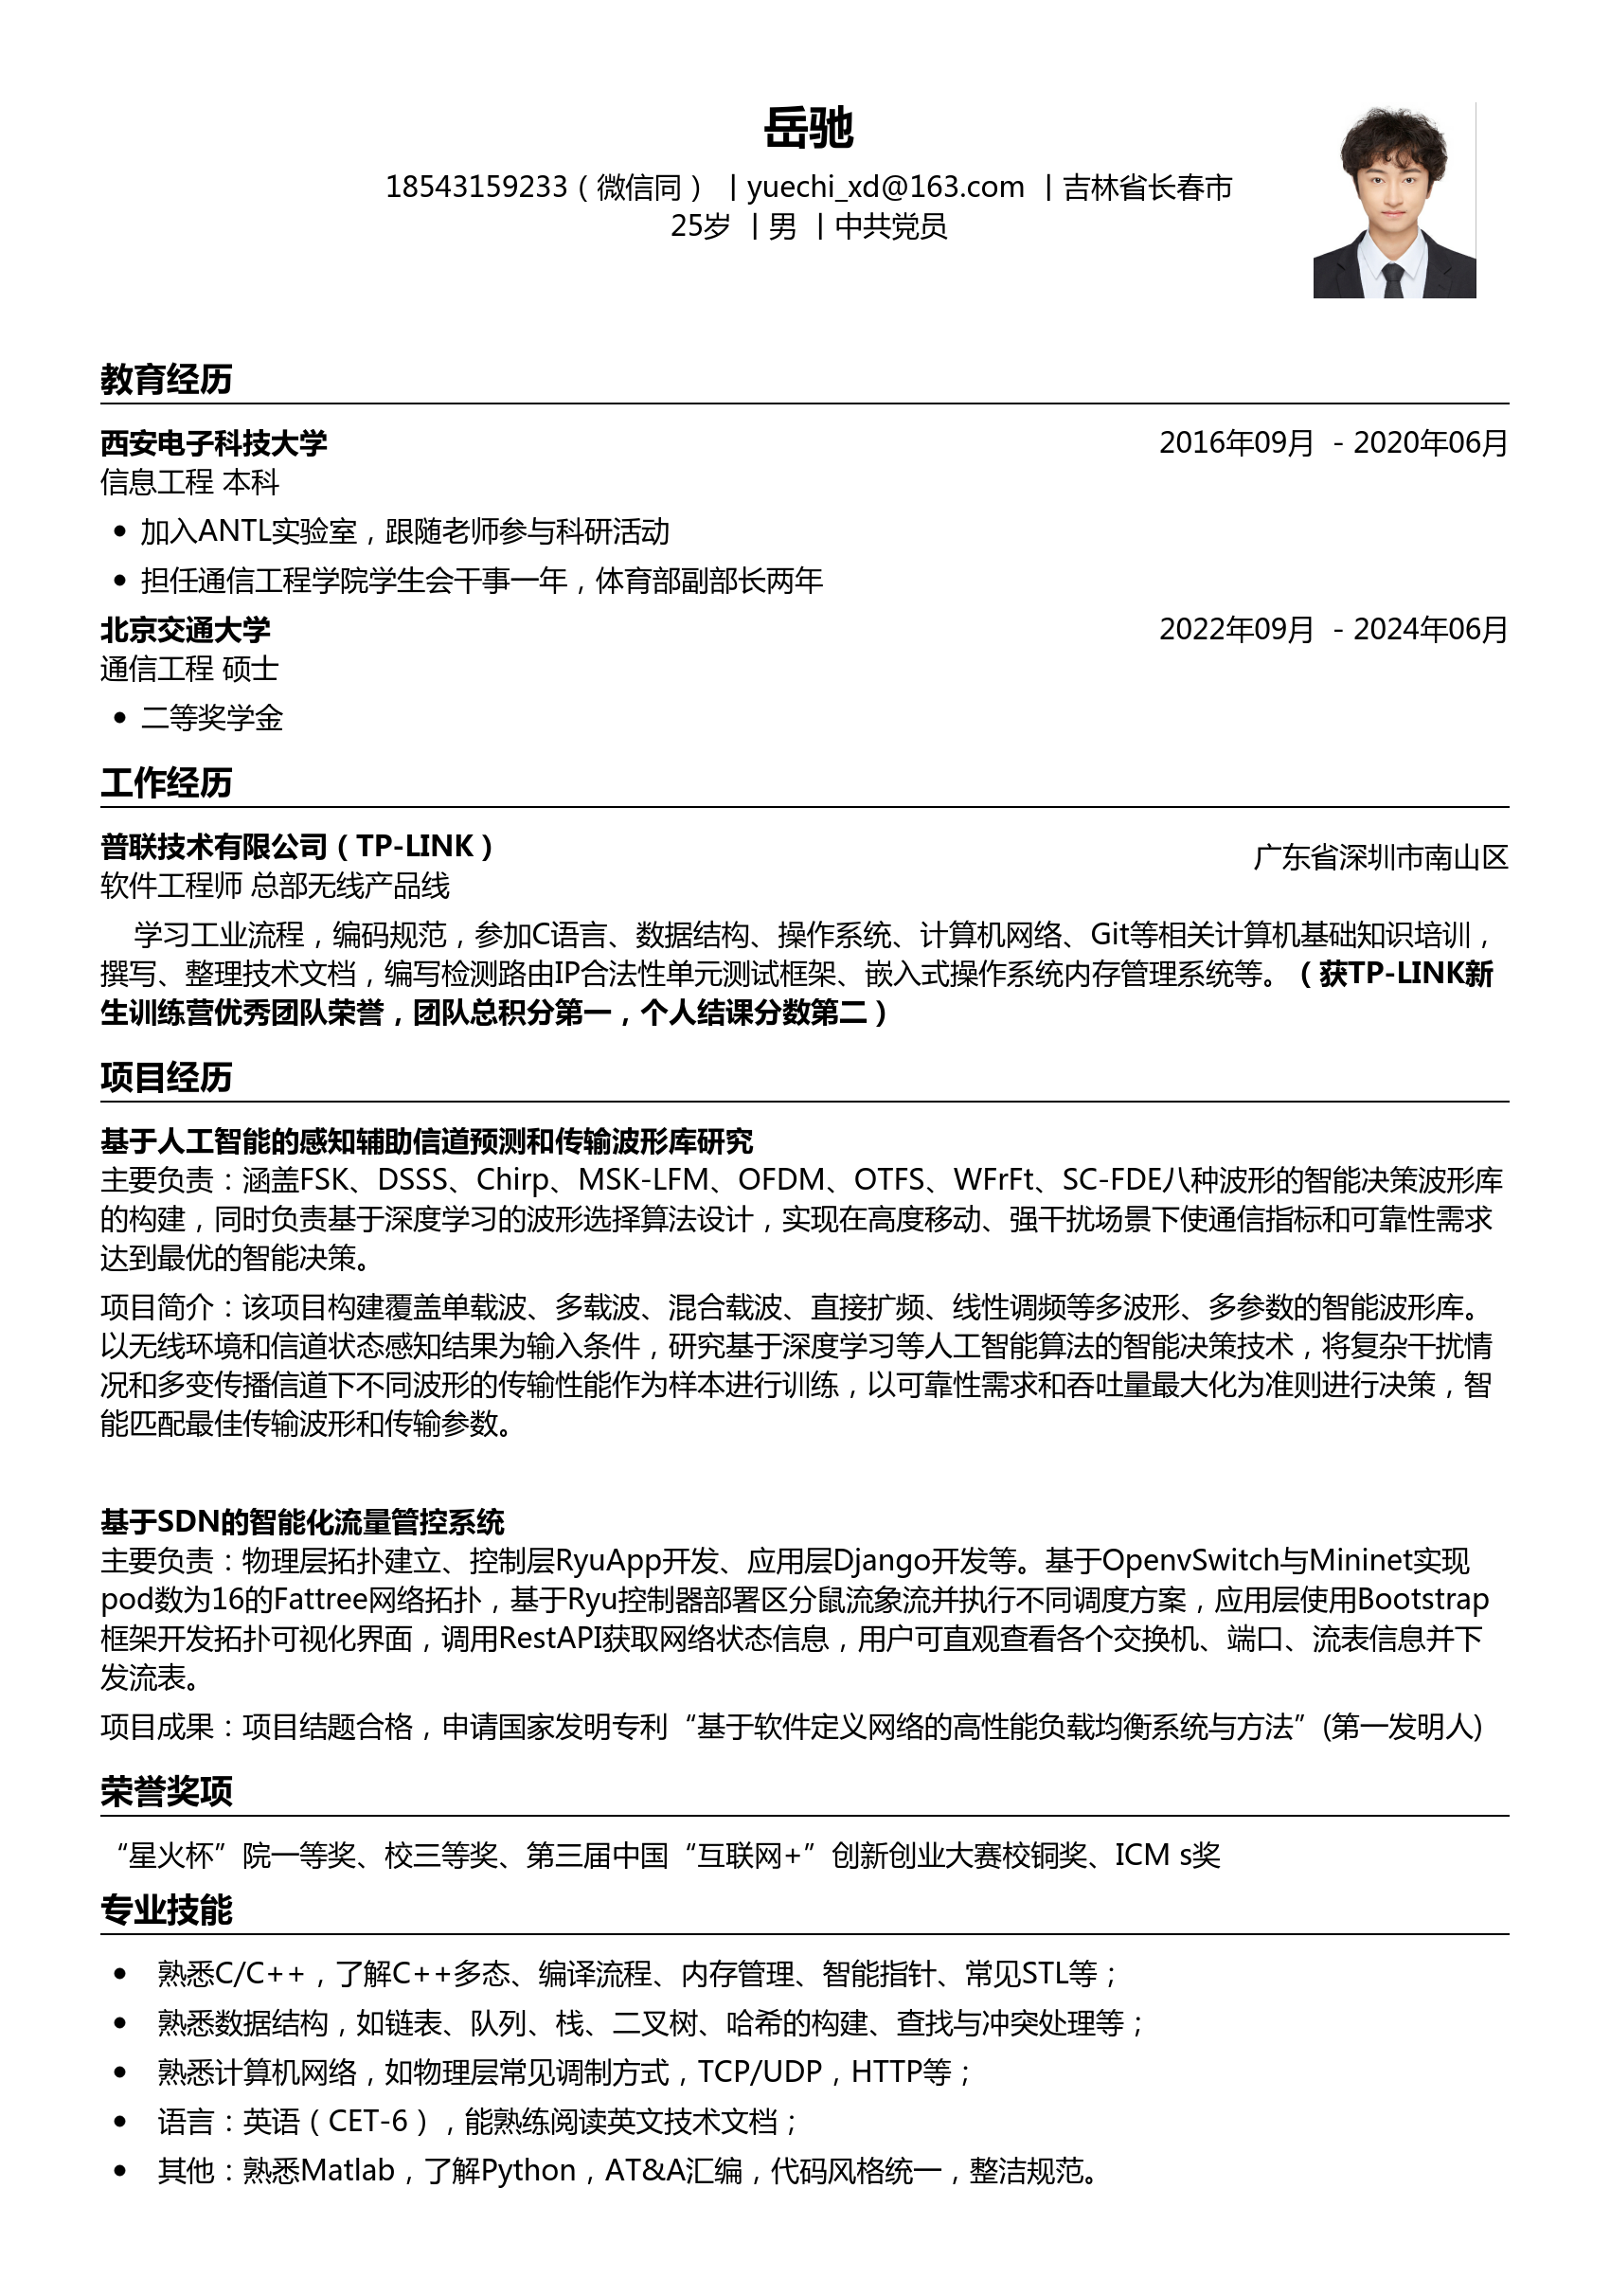 岳驰
18543159233（微信同） | yuechi_xd@163.com | 吉林省长春市
25岁 | 男 | 中共党员
教育经历
西安电子科技大学 2016年09月 - 2020年06月
信息工程 本科
• 加入ANTL实验室，跟随老师参与科研活动
• 担任通信工程学院学生会干事一年，体育部副部长两年
北京交通大学 2022年09月 - 2024年06月
通信工程 硕士
• 二等奖学金
工作经历
普联技术有限公司（TP-LINK） 广东省深圳市南山区
软件工程师 总部无线产品线
学习工业流程，编码规范，参加C语言、数据结构、操作系统、计算机网络、Git等相关计算机基础知识培训，
撰写、整理技术文档，编写检测路由IP合法性单元测试框架、嵌入式操作系统内存管理系统等。（获TP-LINK新
生训练营优秀团队荣誉，团队总积分第一，个人结课分数第二）
项目经历
基于人工智能的感知辅助信道预测和传输波形库研究
主要负责：涵盖FSK、DSSS、Chirp、MSK-LFM、OFDM、OTFS、WFrFt、SC-FDE八种波形的智能决策波形库
的构建，同时负责基于深度学习的波形选择算法设计，实现在高度移动、强干扰场景下使通信指标和可靠性需求
达到最优的智能决策。
项目简介：该项目构建覆盖单载波、多载波、混合载波、直接扩频、线性调频等多波形、多参数的智能波形库。
以无线环境和信道状态感知结果为输入条件，研究基于深度学习等人工智能算法的智能决策技术，将复杂干扰情
况和多变传播信道下不同波形的传输性能作为样本进行训练，以可靠性需求和吞吐量最大化为准则进行决策，智
能匹配最佳传输波形和传输参数。
基于SDN的智能化流量管控系统
主要负责：物理层拓扑建立、控制层RyuApp开发、应用层Django开发等。基于OpenvSwitch与Mininet实现
pod数为16的Fattree网络拓扑，基于Ryu控制器部署区分鼠流象流并执行不同调度方案，应用层使用Bootstrap
框架开发拓扑可视化界面，调用RestAPI获取网络状态信息，用户可直观查看各个交换机、端口、流表信息并下
发流表。
项目成果：项目结题合格，申请国家发明专利“基于软件定义网络的高性能负载均衡系统与方法”(第一发明人)
荣誉奖项
“星火杯”院一等奖、校三等奖、第三届中国“互联网+”创新创业大赛校铜奖、ICM s奖
专业技能
• 熟悉C/C++，了解C++多态、编译流程、内存管理、智能指针、常见STL等；
• 熟悉数据结构，如链表、队列、栈、二叉树、哈希的构建、查找与冲突处理等；
• 熟悉计算机网络，如物理层常见调制方式，TCP/UDP，HTTP等；
• 语言：英语（CET-6），能熟练阅读英文技术文档；
• 其他：熟悉Matlab，了解Python，AT&A汇编，代码风格统一，整洁规范。